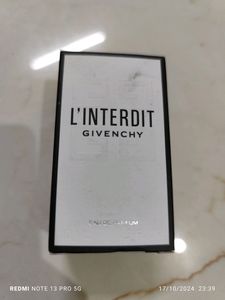 L'INTERDIT
GIVENCHY
EAU DE PARFUM
REDMI NOTE 13 PRO 5G
17/10/2024 23:39